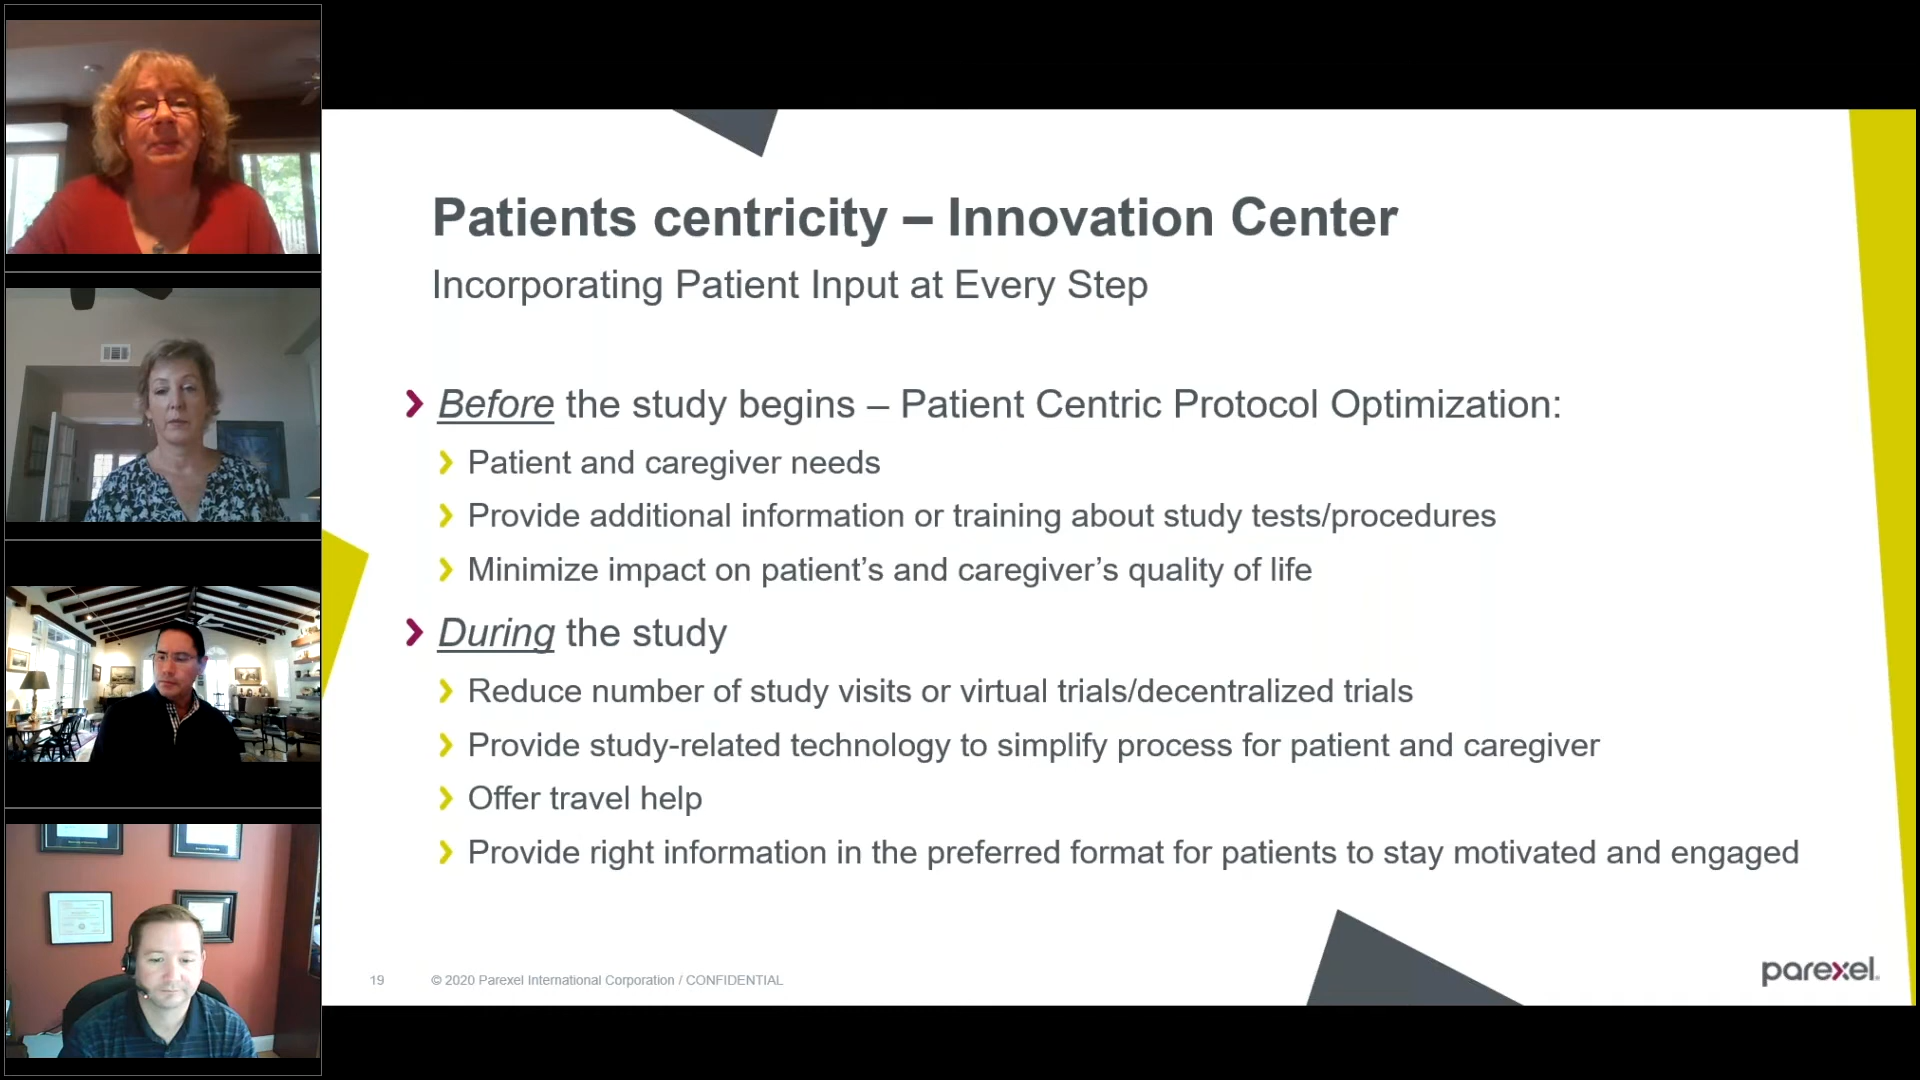 Patients centricity – Innovation Center
Incorporating Patient Input at Every Step
Before the study begins – Patient Centric Protocol Optimization:
Patient and caregiver needs
Provide additional information or training about study tests/procedures
Minimize impact on patient’s and caregiver’s quality of life
During the study
Reduce number of study visits or virtual trials/decentralized trials
Provide study-related technology to simplify process for patient and caregiver
Offer travel help
Provide right information in the preferred format for patients to stay motivated and engaged
19 © 2020 Parexel International Corporation / CONFIDENTIAL
parexel.